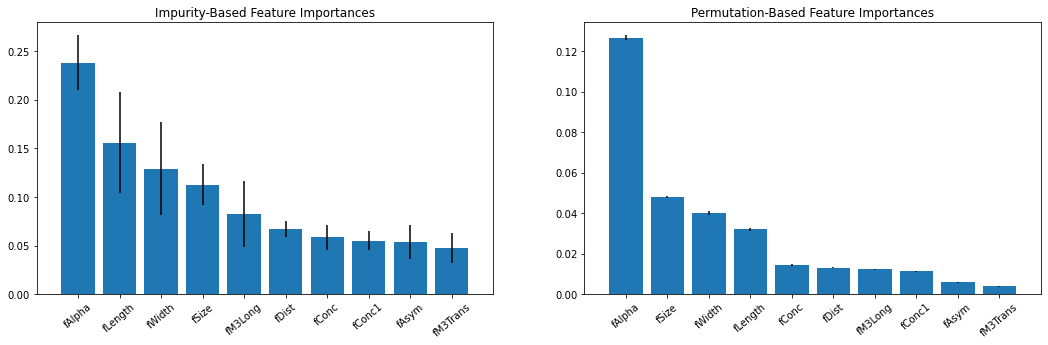 Impurity-Based Feature Importances
0.25
0.20
0.15
0.10
0.05
0.00
fAlpha
fLength
fWidth
fSize
fM3Long
fDist
fConc
fConc1
fAsym
fM3Trans
Permutation-Based Feature Importances
0.12
0.10
0.08
0.06
0.04
0.02
0.00
fAlpha
fSize
fWidth
fLength
fConc
fDist
fM3Long
fConc1
fAsym
fM3Trans